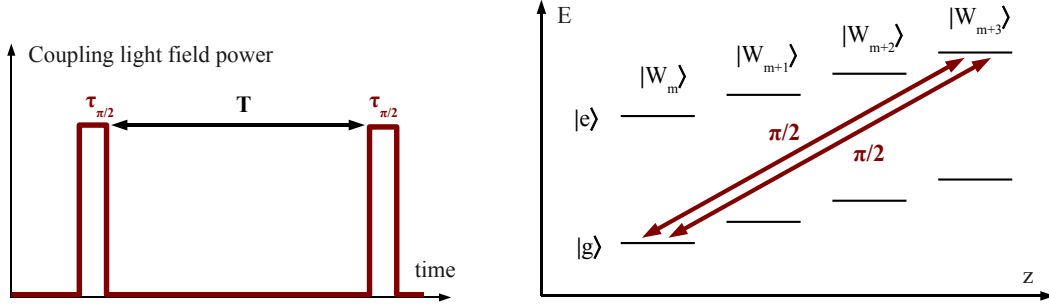 Coupling light field power
τπ/2
T
τπ/2
time
E
|Wm+3⟩
|Wm+2⟩
|Wm+1⟩
|Wm⟩
|e⟩
π/2
π/2
|g⟩
z